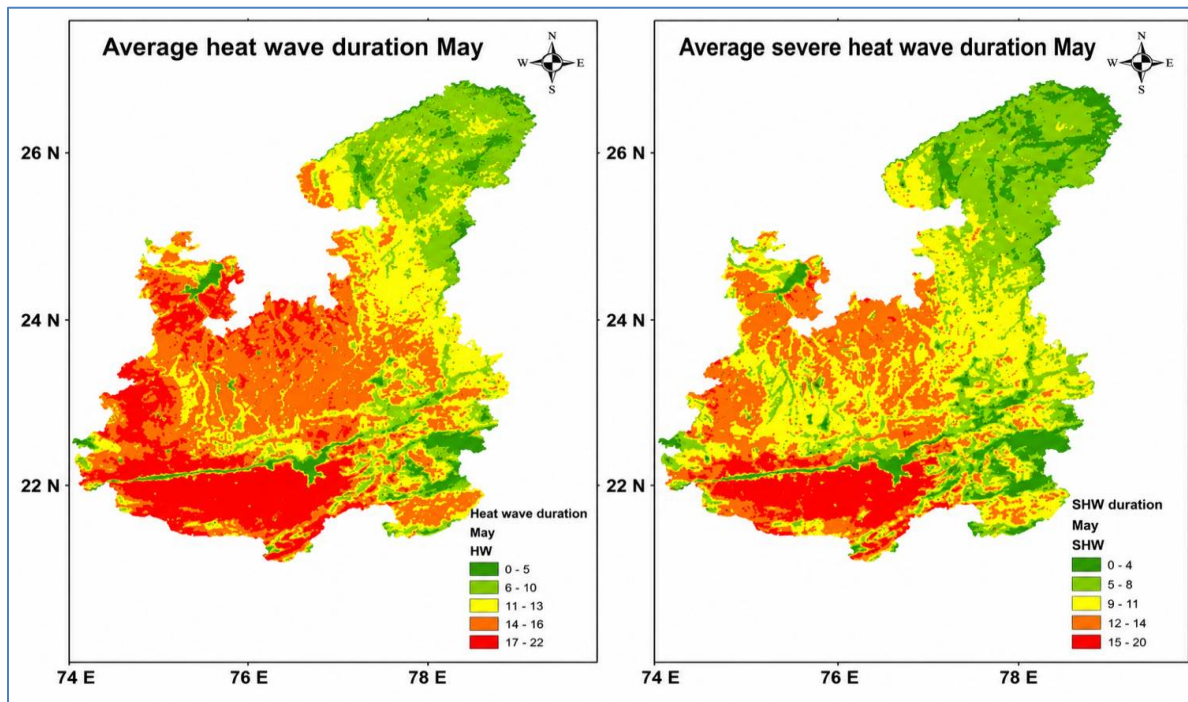 Average heat wave duration May
N
W E
S
26 N
24 N
22 N
74 E 76 E 78 E
Heat wave duration
May
HW
0 - 5
6 - 10
11 - 13
14 - 16
17 - 22
Average severe heat wave duration May
N
W E
S
26 N
24 N
22 N
74 E 76 E 78 E
SHW duration
May
SHW
0 - 4
5 - 8
9 - 11
12 - 14
15 - 20